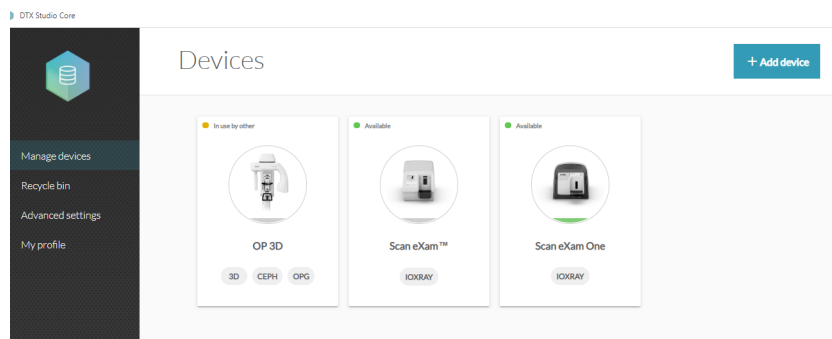 DTX Studio Core
Devices
+ Add device
Manage devices
Recycle bin
Advanced settings
My profile
In use by other
OP 3D
3D CEPH OPG
Available
Scan eXam™
IOXRAY
Available
Scan eXam One
IOXRAY